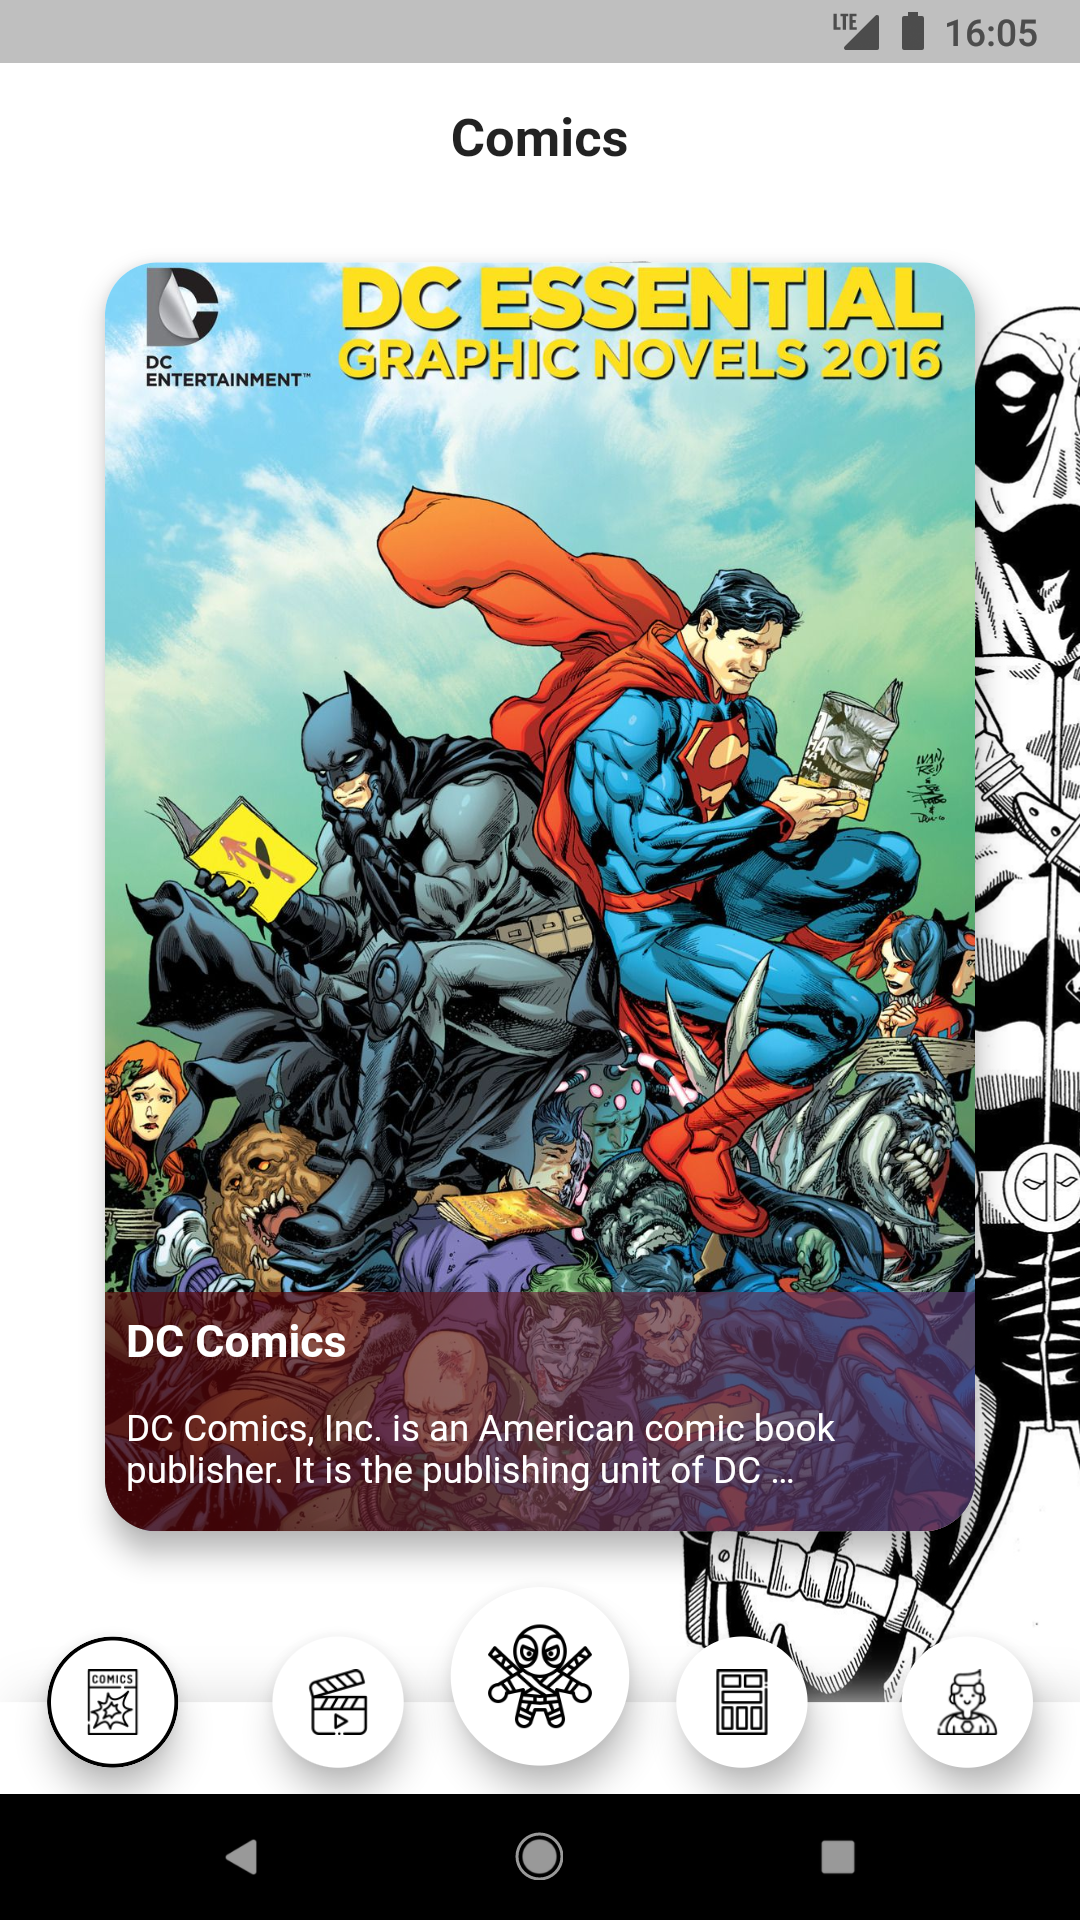 LTE 16:05
Comics
DC ESSENTIAL
GRAPHIC NOVELS 2016
DC
ENTERTAINMENT™
DC Comics
DC Comics, Inc. is an American comic book
publisher. It is the publishing unit of DC ...
COMICS